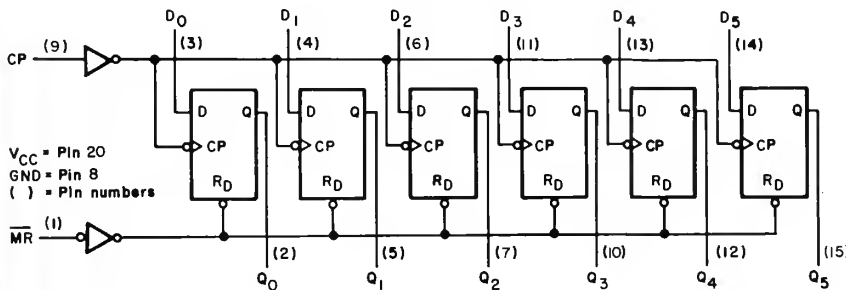 D0 D1 D2 D3 D4 D5
CP (9) (3) (4) (6) (11) (13) (14)
D Q D Q D Q D Q D Q D Q
CP CP CP CP CP CP
RD RD RD RD RD RD
VCC = Pin 20
GND = Pin 8
( ) = Pin numbers
MR (1)
(2) (5) (7) (10) (12) (15)
Q0 Q1 Q2 Q3 Q4 Q5